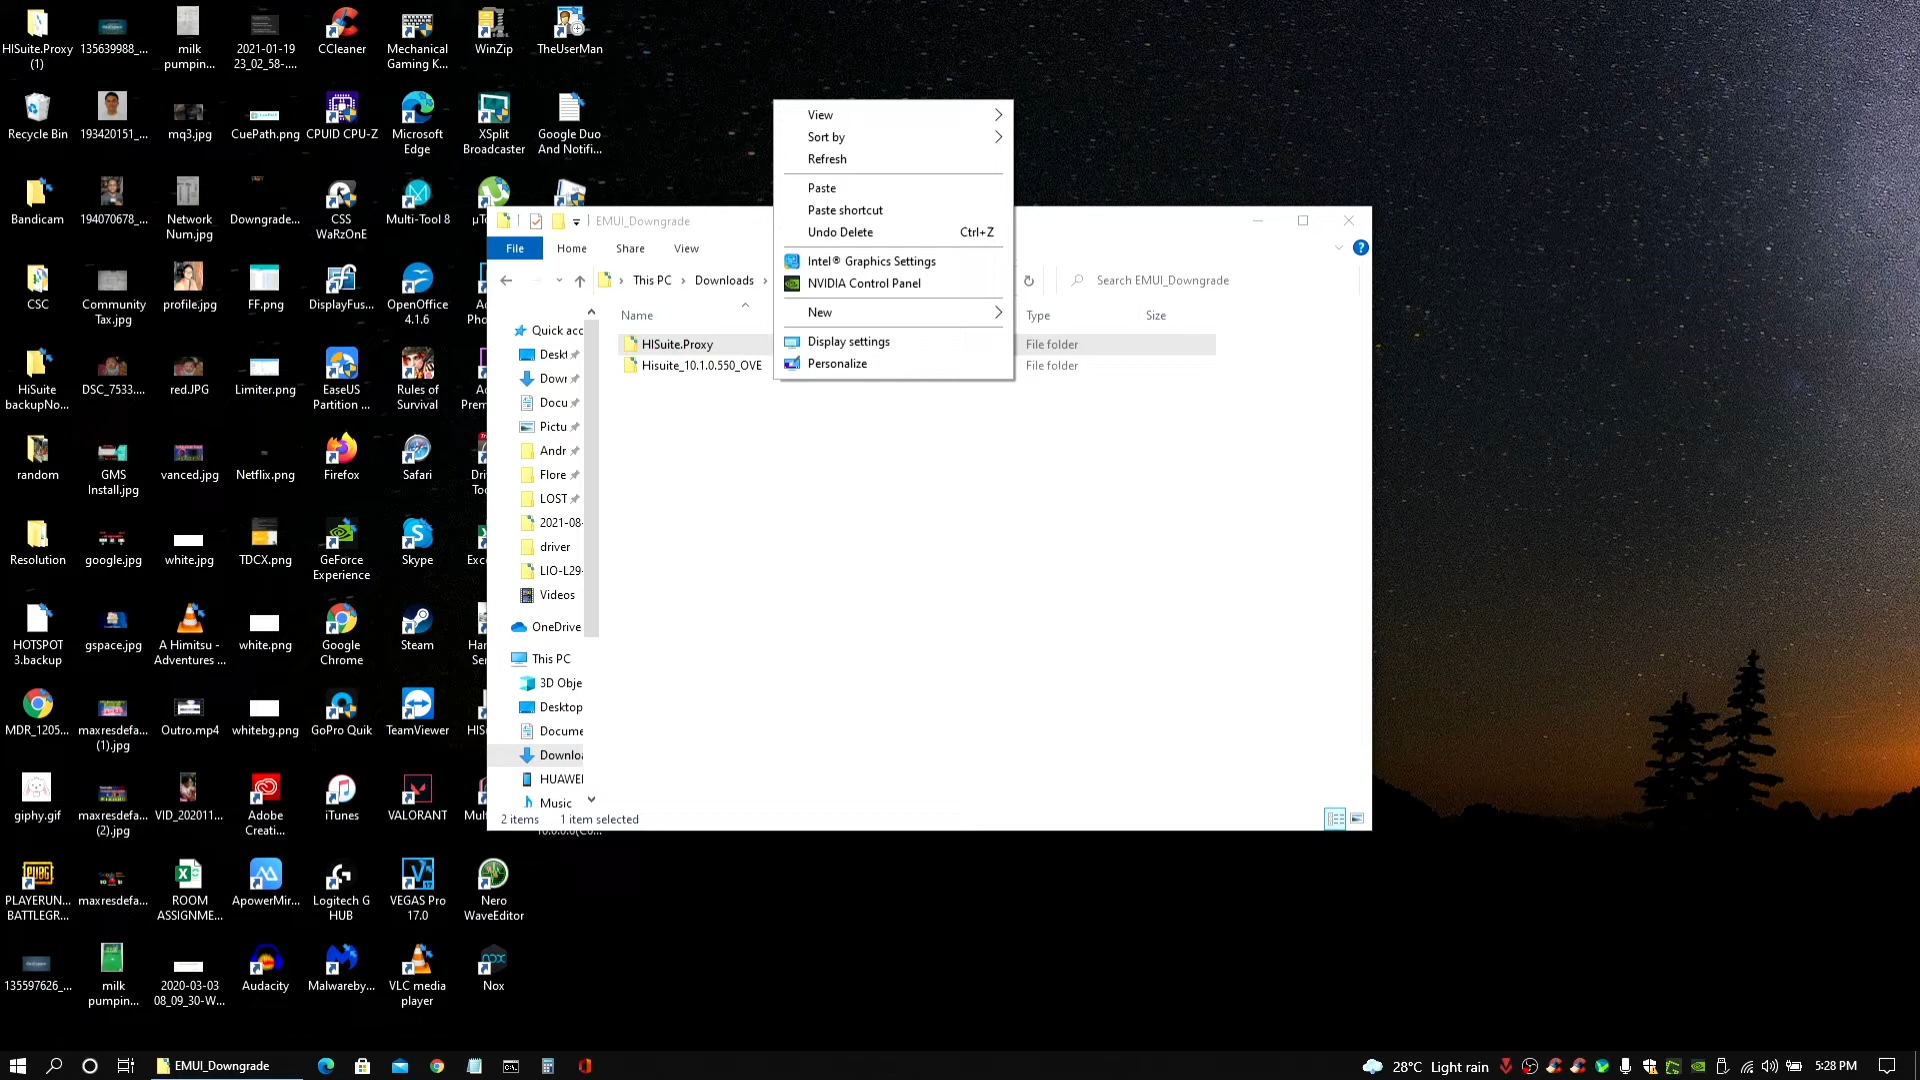 HISuite.Proxy
(1)
135639988_...
milk
pumpin...
2021-01-19
23_02_58-....
CCleaner
Mechanical
Gaming K...
WinZip
TheUserMan
Recycle Bin
193420151_...
mq3.jpg
CuePath.png
CPUID CPU-Z
Microsoft
Edge
XSplit
Broadcaster
Google Duo
And Notifi...
Bandicam
194070678_...
Network
Num.jpg
Downgrade...
CSS
WaRzOnE
Multi-Tool 8
CSC
Community
Tax.jpg
profile.jpg
FF.png
DisplayFus...
OpenOffice
4.1.6
HiSuite
backupNo...
DSC_7533....
red.JPG
Limiter.png
EaseUS
Partition ...
Rules of
Survival
random
GMS
Install.jpg
vanced.jpg
Netflix.png
Firefox
Safari
Resolution
google.jpg
white.jpg
TDCX.png
GeForce
Experience
Skype
HOTSPOT
3.backup
gspace.jpg
A Himitsu -
Adventures ...
white.png
Google
Chrome
Steam
MDR_1205...
maxresdefa...
(1).jpg
Outro.mp4
whitebg.png
GoPro Quik
TeamViewer
giphy.gif
maxresdefa...
(2).jpg
VID_202011...
Adobe
Creati...
iTunes
VALORANT
PLAYERUN...
BATTLEGR...
maxresdefa...
ROOM
ASSIGNME...
ApowerMir...
Logitech G
HUB
VEGAS Pro
17.0
Nero
WaveEditor
135597626_...
milk
pumpin...
2020-03-03
08_09_30-W...
Audacity
Malwareby...
VLC media
player
Nox
EMUI_Downgrade
File Home Share View
This PC > Downloads >
Search EMUI_Downgrade
Name Type Size
HISuite.Proxy File folder
Hisuite_10.1.0.550_OVE File folder
Quick acc
Deskt
Down
Docu
Pictu
Andr
Flore
LOST
2021-08-
driver
LIO-L29-
Videos
OneDrive
This PC
3D Obje
Desktop
Docume
Downloa
HUAWEI
Music
2 items 1 item selected
View
Sort by
Refresh
Paste
Paste shortcut
Undo Delete Ctrl+Z
Intel® Graphics Settings
NVIDIA Control Panel
New
Display settings
Personalize
EMUI_Downgrade
28°C Light rain
5:28 PM